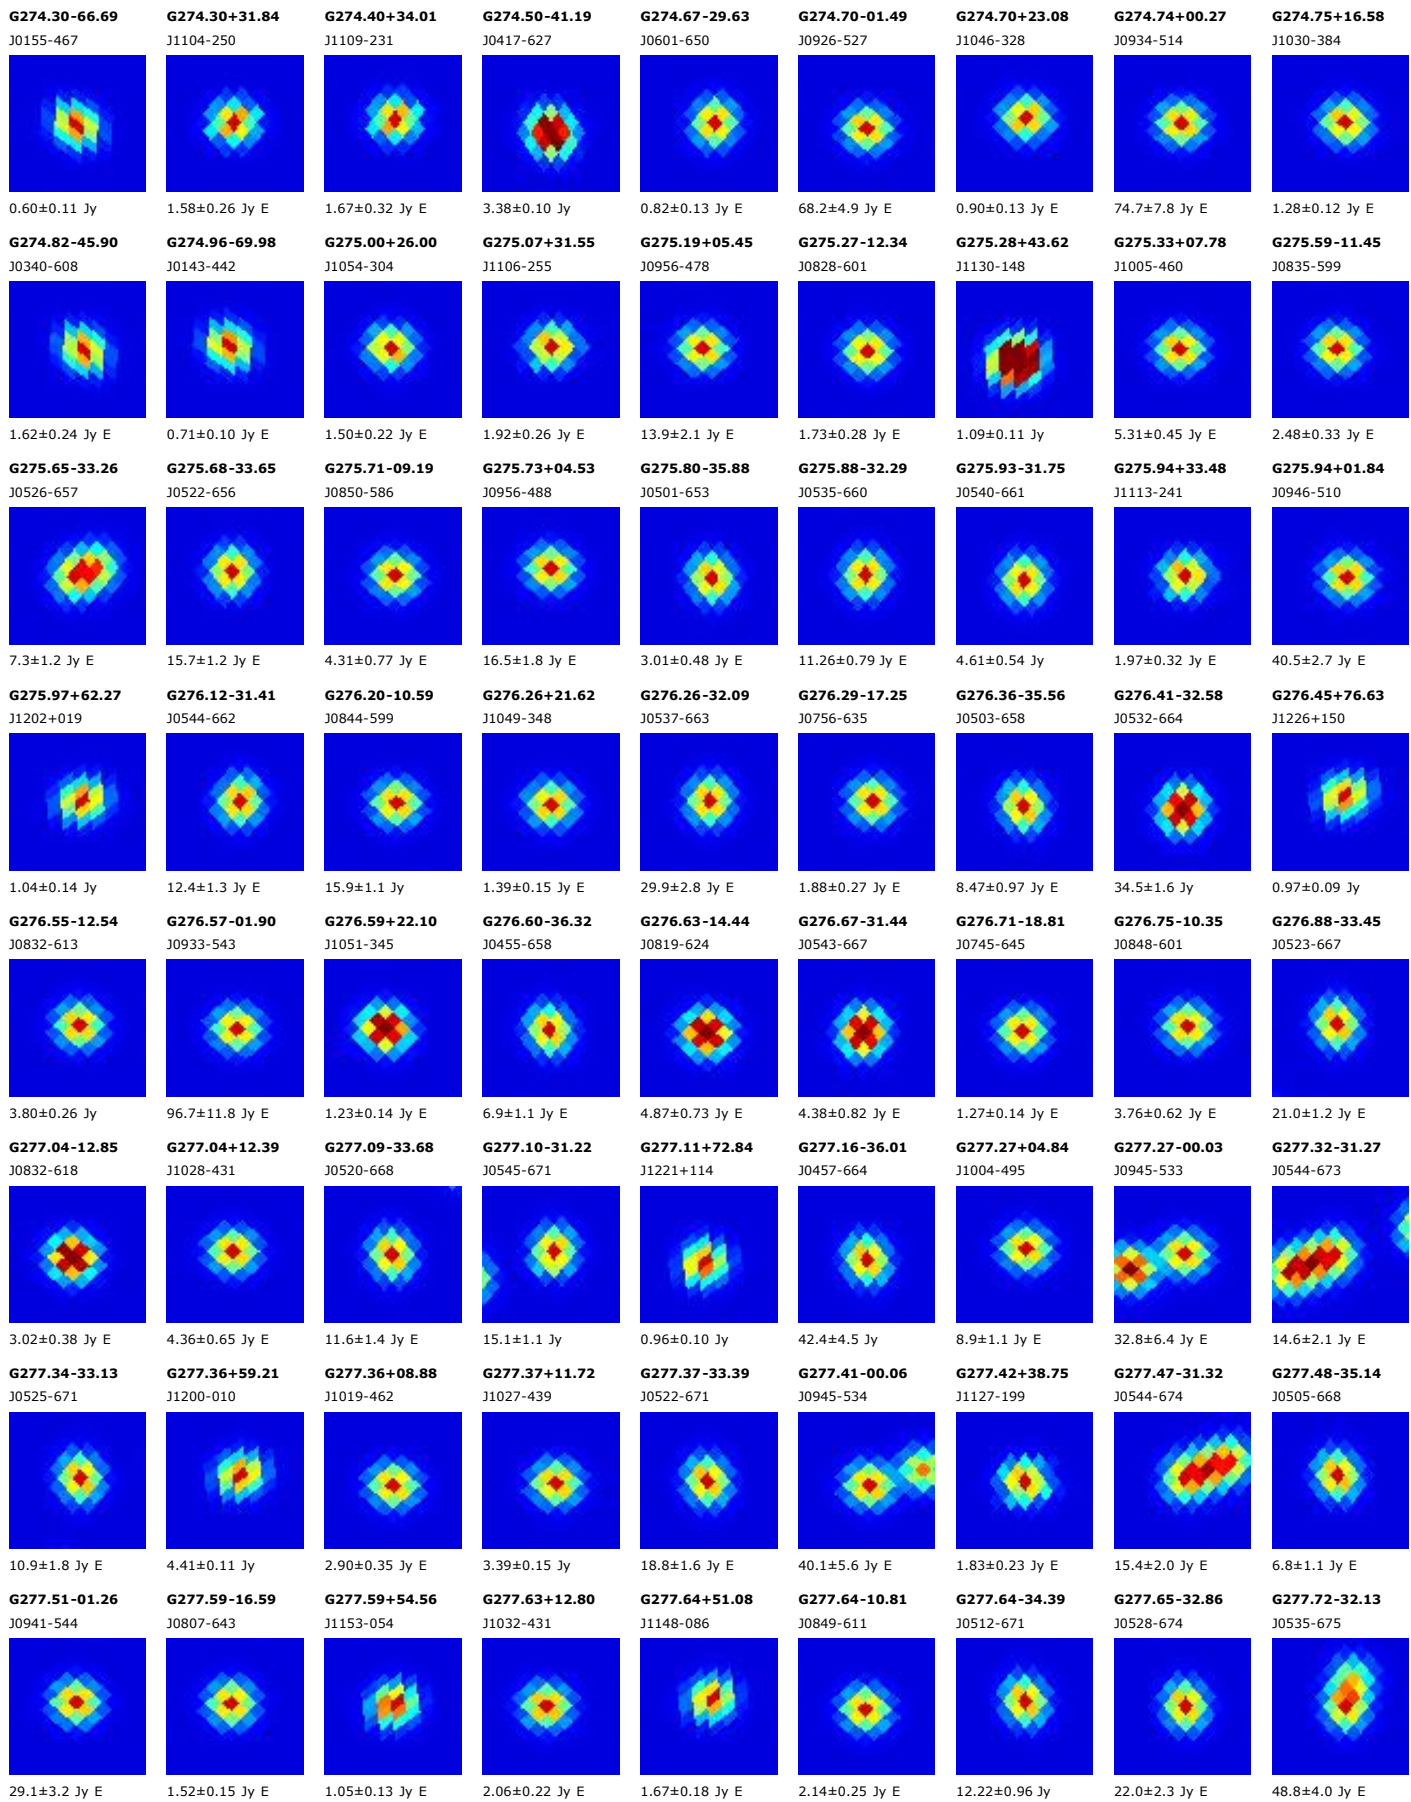 G274.30-66.69 G274.30+31.84 G274.40+34.01 G274.50-41.19 G274.67-29.63 G274.70-01.49 G274.70+23.08 G274.74+00.27 G274.75+16.58
J0155-467 J1104-250 J1109-231 J0417-627 J0601-650 J0926-527 J1046-328 J0934-514 J1030-384
0.60±0.11 Jy 1.58±0.26 Jy E 1.67±0.32 Jy E 3.38±0.10 Jy 0.82±0.13 Jy E 68.2±4.9 Jy E 0.90±0.13 Jy E 74.7±7.8 Jy E 1.28±0.12 Jy E
G274.82-45.90 G274.96-69.98 G275.00+26.00 G275.07+31.55 G275.19+05.45 G275.27-12.34 G275.28+43.62 G275.33+07.78 G275.59-11.45
J0340-608 J0143-442 J1054-304 J1106-255 J0956-478 J0828-601 J1130-148 J1005-460 J0835-599
1.62±0.24 Jy E 0.71±0.10 Jy E 1.50±0.22 Jy E 1.92±0.26 Jy E 13.9±2.1 Jy E 1.73±0.28 Jy E 1.09±0.11 Jy 5.31±0.45 Jy E 2.48±0.33 Jy E
G275.65-33.26 G275.68-33.65 G275.71-09.19 G275.73+04.53 G275.80-35.88 G275.88-32.29 G275.93-31.75 G275.94+33.48 G275.94+01.84
J0526-657 J0522-656 J0850-586 J0956-488 J0501-653 J0535-660 J0540-661 J1113-241 J0946-510
7.3±1.2 Jy E 15.7±1.2 Jy E 4.31±0.77 Jy E 16.5±1.8 Jy E 3.01±0.48 Jy E 11.26±0.79 Jy E 4.61±0.54 Jy 1.97±0.32 Jy E 40.5±2.7 Jy E
G275.97+62.27 G276.12-31.41 G276.20-10.59 G276.26+21.62 G276.26-32.09 G276.29-17.25 G276.36-35.56 G276.41-32.58 G276.45+76.63
J1202+019 J0544-662 J0844-599 J1049-348 J0537-663 J0756-635 J0503-658 J0532-664 J1226+150
1.04±0.14 Jy 12.4±1.3 Jy E 15.9±1.1 Jy 1.39±0.15 Jy E 29.9±2.8 Jy E 1.88±0.27 Jy E 8.47±0.97 Jy E 34.5±1.6 Jy 0.97±0.09 Jy
G276.55-12.54 G276.57-01.90 G276.59+22.10 G276.60-36.32 G276.63-14.44 G276.67-31.44 G276.71-18.81 G276.75-10.35 G276.88-33.45
J0832-613 J0933-543 J1051-345 J0455-658 J0819-624 J0543-667 J0745-645 J0848-601 J0523-667
3.80±0.26 Jy 96.7±11.8 Jy E 1.23±0.14 Jy E 6.9±1.1 Jy E 4.87±0.73 Jy E 4.38±0.82 Jy E 1.27±0.14 Jy E 3.76±0.62 Jy E 21.0±1.2 Jy E
G277.04-12.85 G277.04+12.39 G277.09-33.68 G277.10-31.22 G277.11+72.84 G277.16-36.01 G277.27+04.84 G277.27-00.03 G277.32-31.27
J0832-618 J1028-431 J0520-668 J0545-671 J1221+114 J0457-664 J1004-495 J0945-533 J0544-673
3.02±0.38 Jy E 4.36±0.65 Jy E 11.6±1.4 Jy E 15.1±1.1 Jy 0.96±0.10 Jy 42.4±4.5 Jy 8.9±1.1 Jy E 32.8±6.4 Jy E 14.6±2.1 Jy E
G277.34-33.13 G277.36+59.21 G277.36+08.88 G277.37+11.72 G277.37-33.39 G277.41-00.06 G277.42+38.75 G277.47-31.32 G277.48-35.14
J0525-671 J1200-010 J1019-462 J1027-439 J0522-671 J0945-534 J1127-199 J0544-674 J0505-668
10.9±1.8 Jy E 4.41±0.11 Jy 2.90±0.35 Jy E 3.39±0.15 Jy 18.8±1.6 Jy E 40.1±5.6 Jy E 1.83±0.23 Jy E 15.4±2.0 Jy E 6.8±1.1 Jy E
G277.51-01.26 G277.59-16.59 G277.59+54.56 G277.63+12.80 G277.64+51.08 G277.64-10.81 G277.64-34.39 G277.65-32.86 G277.72-32.13
J0941-544 J0807-643 J1153-054 J1032-431 J1148-086 J0849-611 J0512-671 J0528-674 J0535-675
29.1±3.2 Jy E 1.52±0.15 Jy E 1.05±0.13 Jy E 2.06±0.22 Jy E 1.67±0.18 Jy E 2.14±0.25 Jy E 12.22±0.96 Jy 22.0±2.3 Jy E 48.8±4.0 Jy E